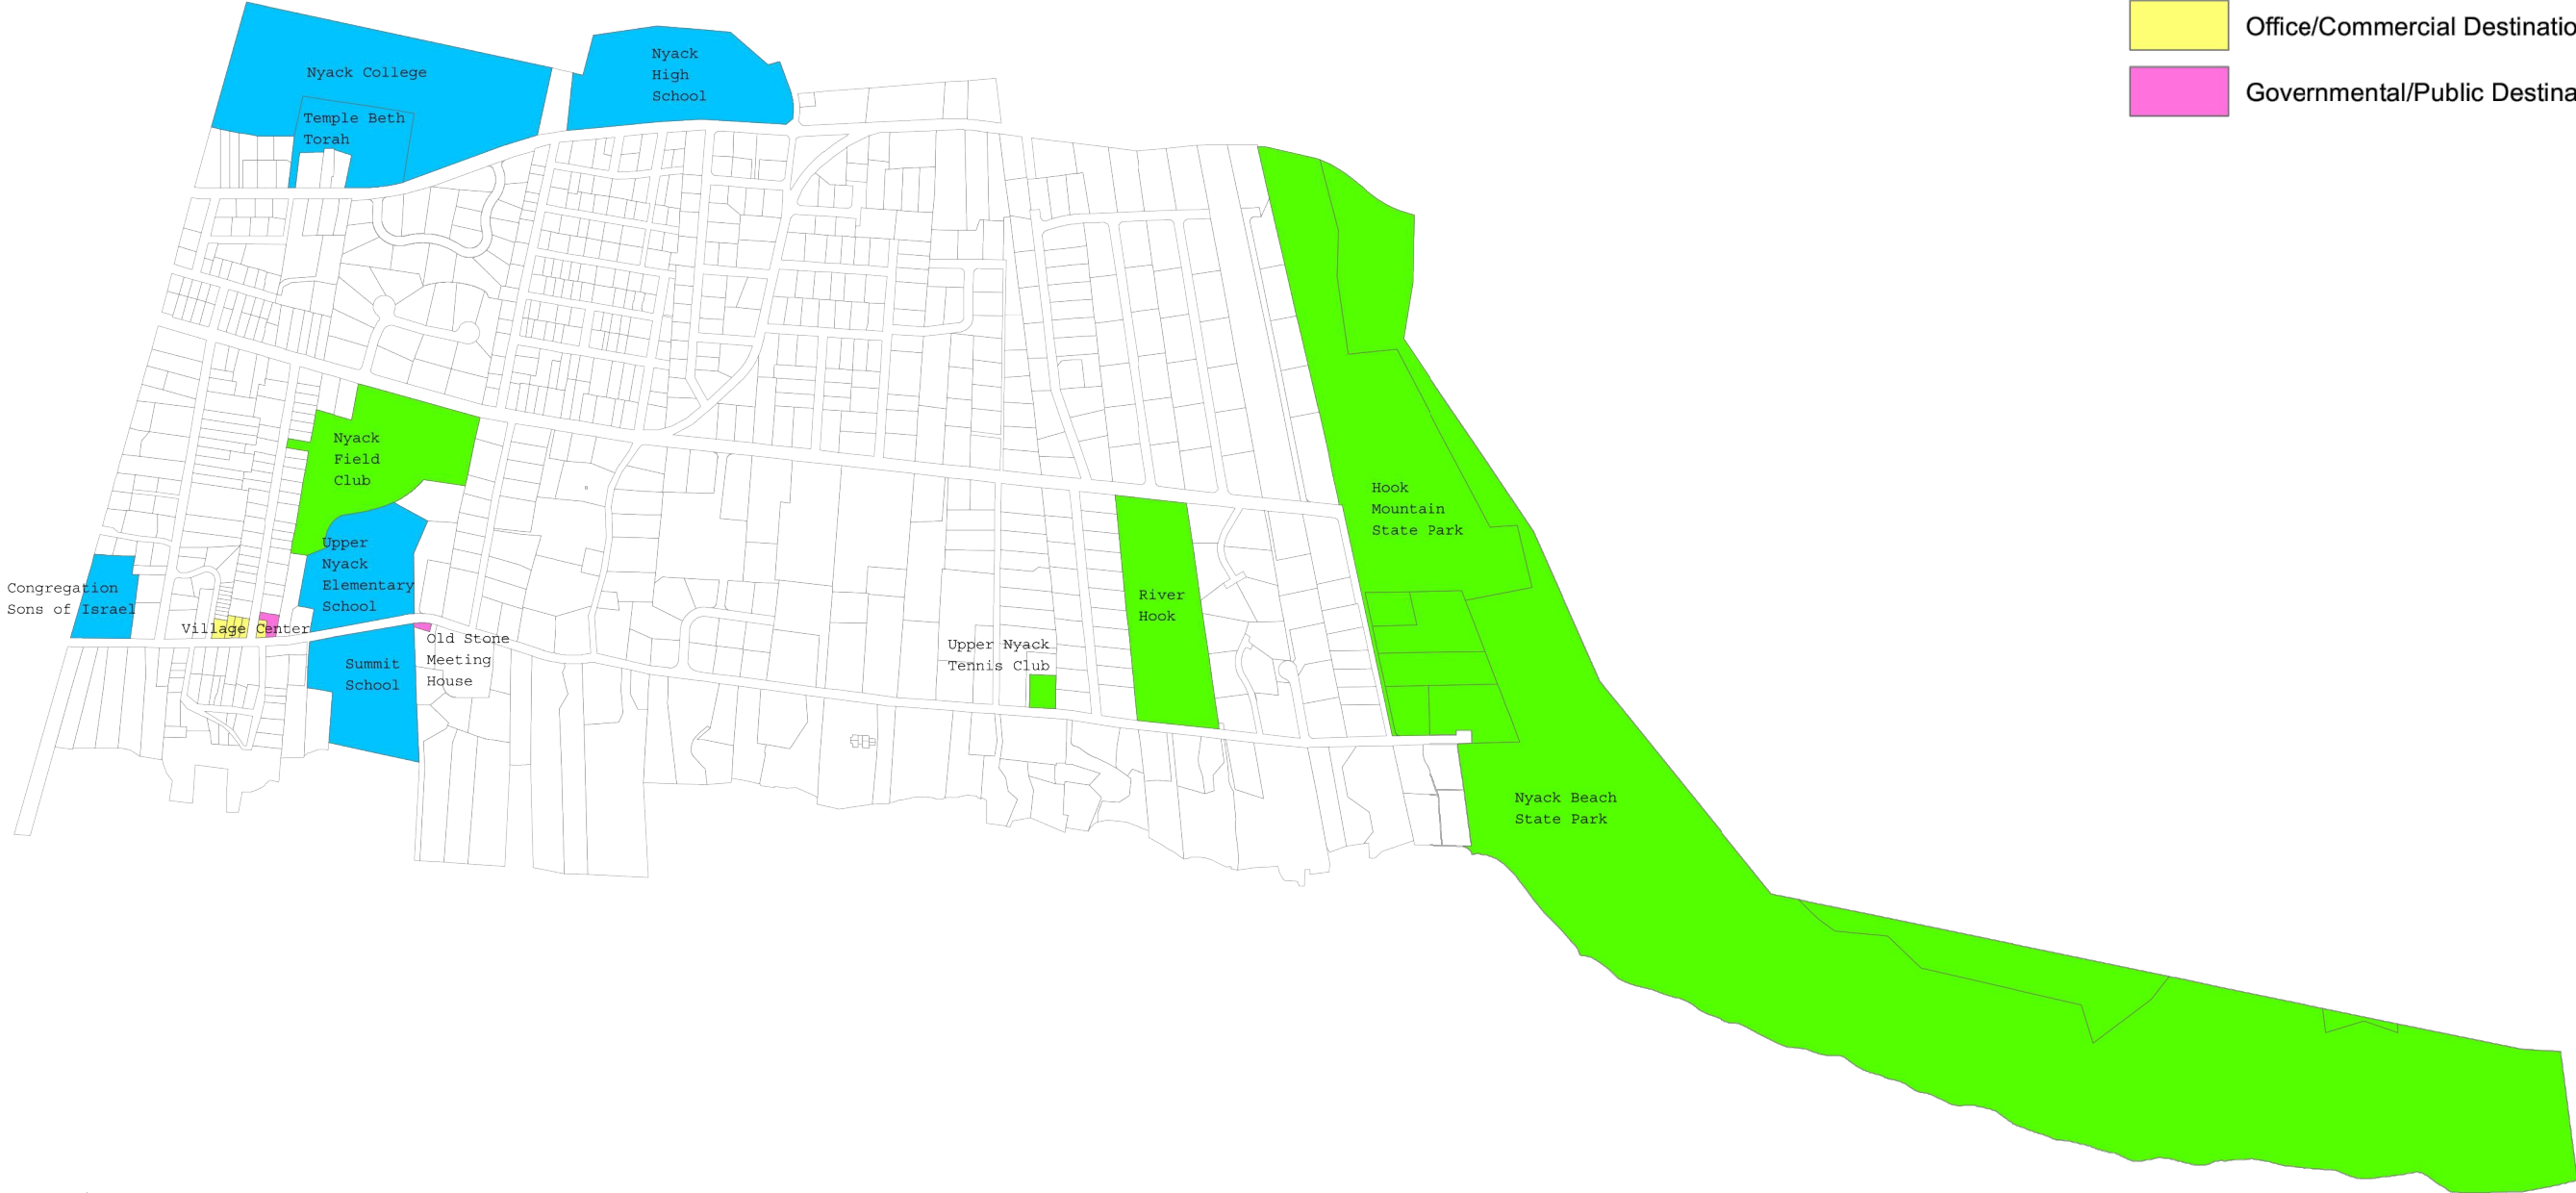 Office/Commercial Destinatio
Governmental/Public Destina
Nyack
High
School
Nyack College
Temple Beth
Torah
Nyack
Field
Club
Upper
Nyack
Elementary
School
Congregation
Sons of Israel
Village Center
Summit
School
Old Stone
Meeting
House
Upper Nyack
Tennis Club
River
Hook
Hook
Mountain
State Park
Nyack Beach
State Park